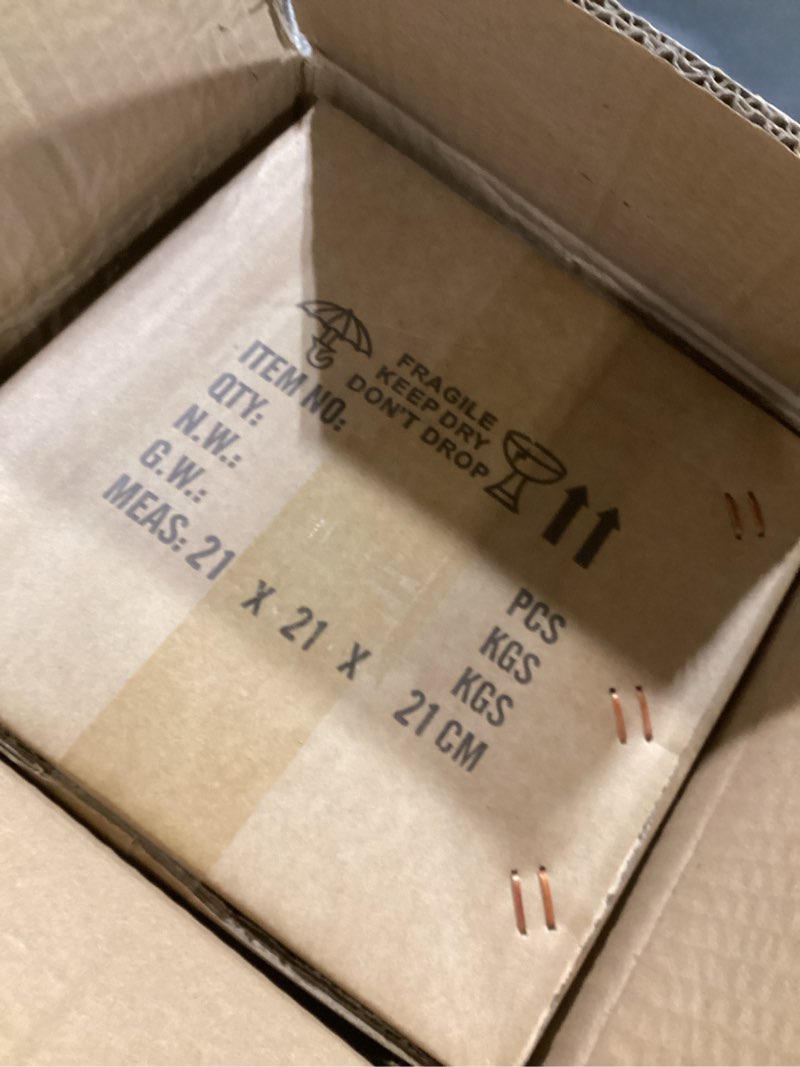 FRAGILE
KEEP DRY
DON'T DROP
ITEM NO:
QTY: PCS
N.W.: KGS
G.W.: KGS
MEAS: 21 X 21 X 21 CM